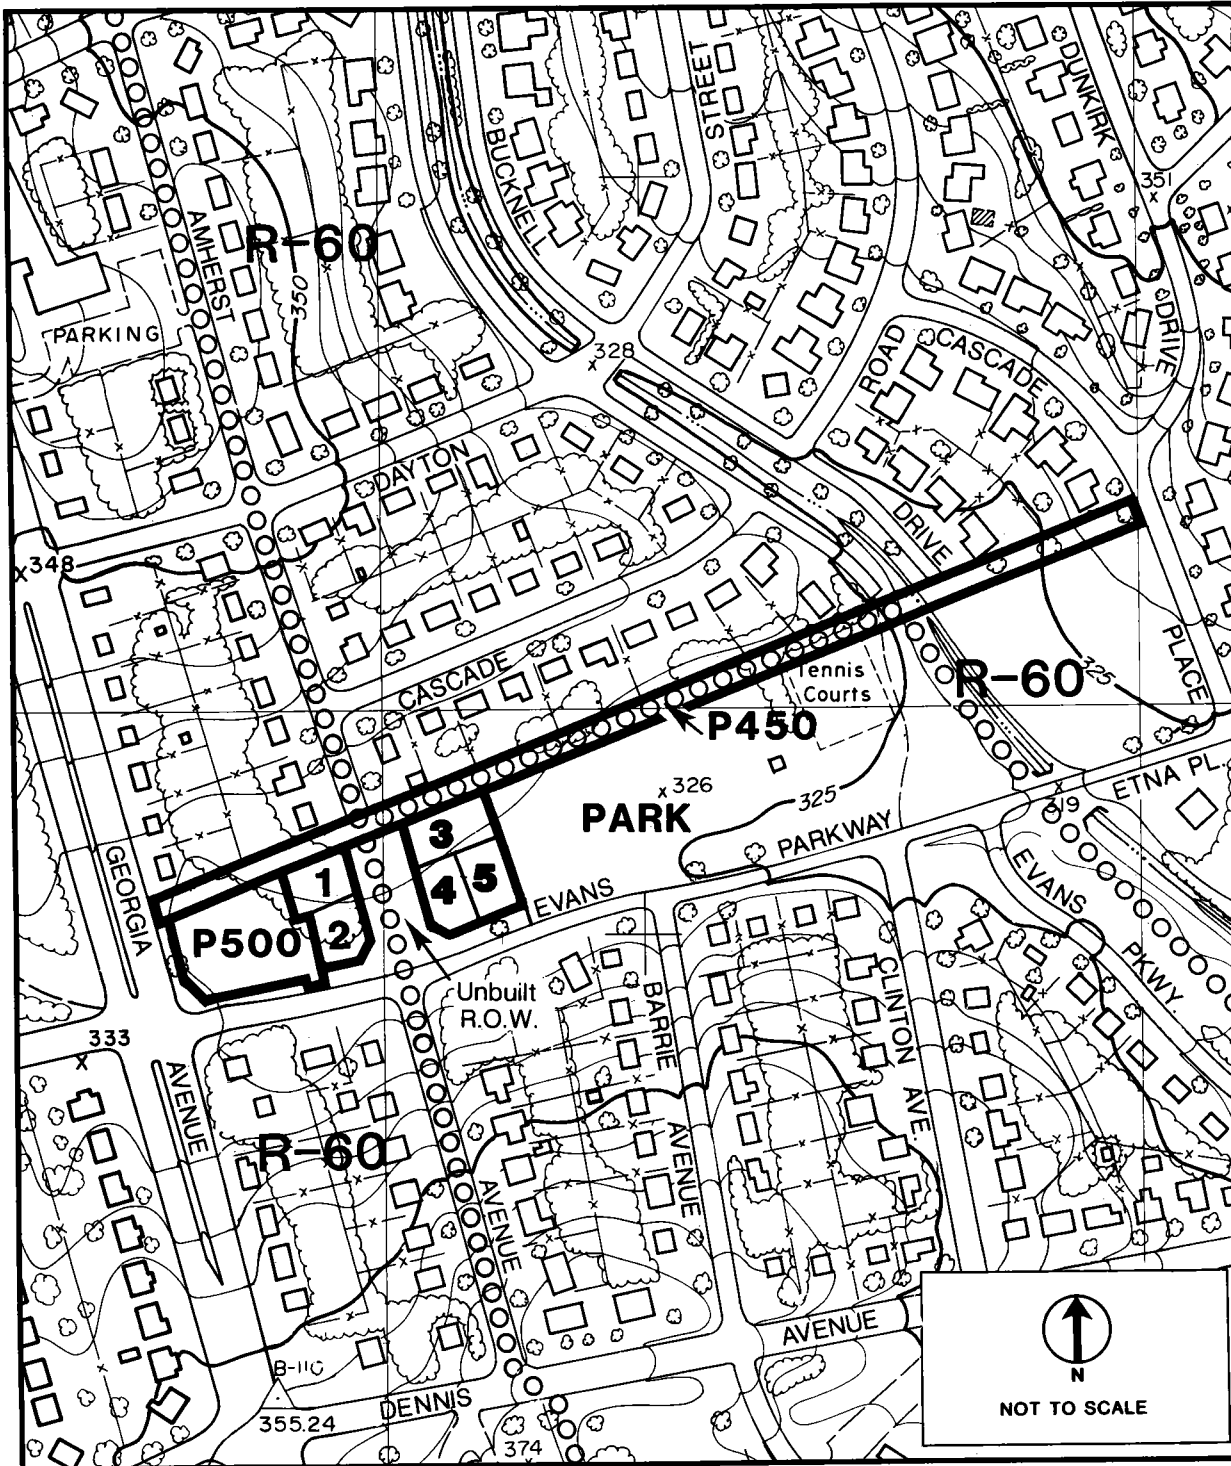 BUCKNELL
STREET
DUNKIRK
351
AMHERST
R-60
350
PARKING
DRIVE
328
ROAD
CASCADE
DAYTON
DRIVE
348
CASCADE
Tennis
Courts
R-60
325
PLACE
P450
326
PARK
325
PARKWAY
319
ETNA PL.
GEORGIA
3
1
4
5
EVANS
EVANS
P500
2
PKWY.
Unbuilt
R.O.W.
BARRIE
CLINTON
333
AVENUE
AVE.
R-60
AVENUE
AVENUE
AVENUE
B-110
DENNIS
355.24
374
N
NOT TO SCALE